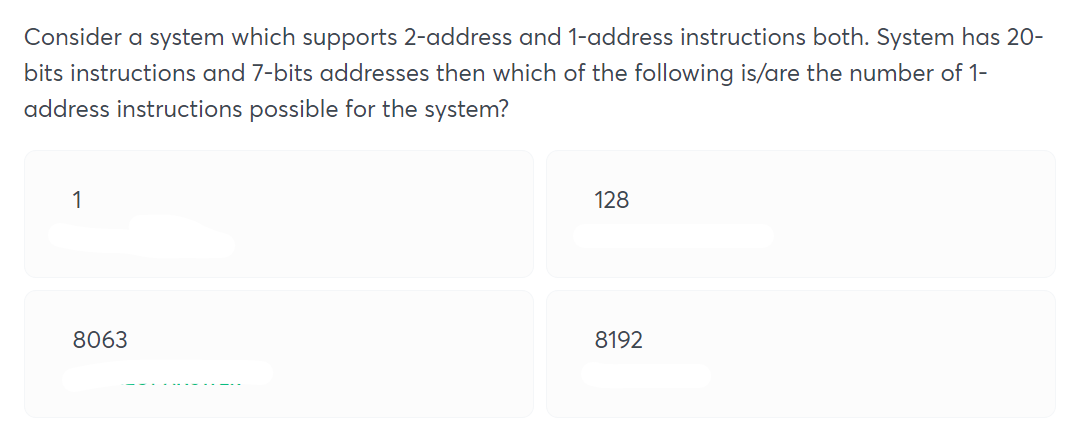 Consider a system which supports 2-address and 1-address instructions both. System has 20-
bits instructions and 7-bits addresses then which of the following is/are the number of 1-
address instructions possible for the system?
1
128
8063
8192